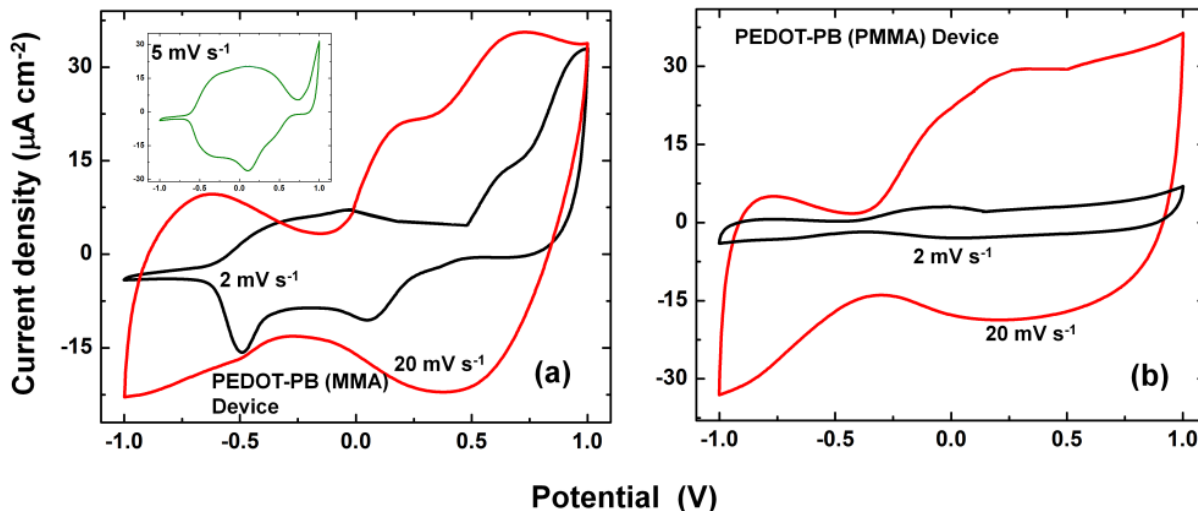 Current density (μA cm-2)
30
15
0
-15
5 mV s-1
30
15
0
-15
-30
-1.0
-0.5
0.0
0.5
1.0
2 mV s-1
20 mV s-1
PEDOT-PB (MMA)
Device
(a)
-1.0
-0.5
0.0
0.5
1.0
PEDOT-PB (PMMA) Device
30
15
0
-15
-30
2 mV s-1
20 mV s-1
(b)
-1.0
-0.5
0.0
0.5
1.0
Potential (V)